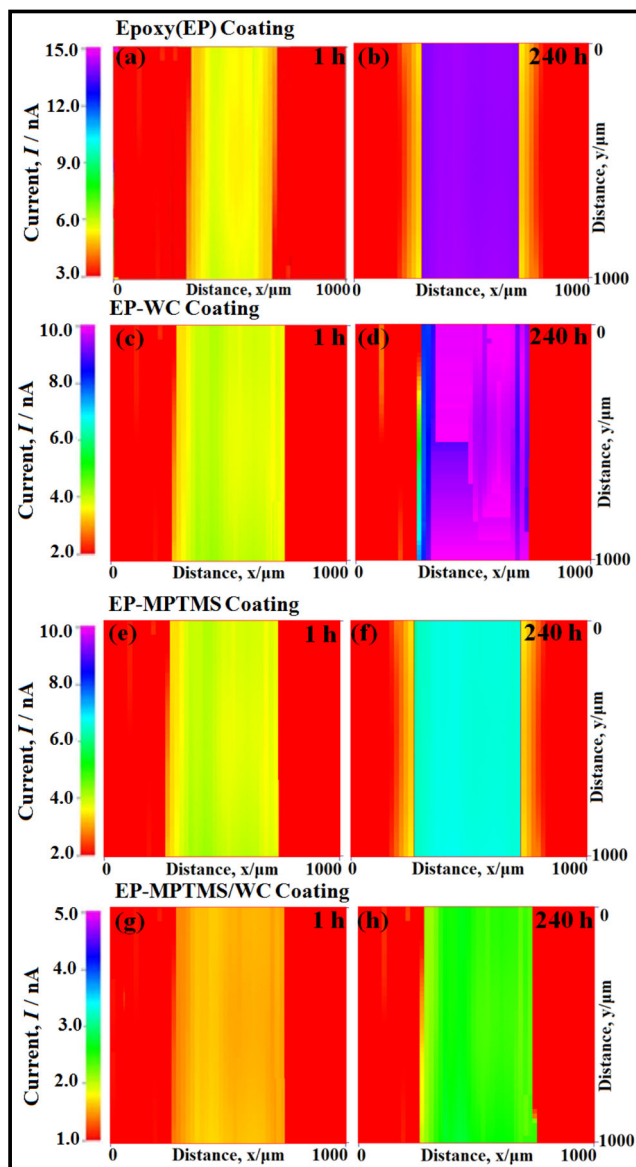 Epoxy(EP) Coating
15.0
12.0
9.0
6.0
3.0
Current, I / nA
(a)
1 h
(b)
240 h
0
Distance, y/µm
1000
0
Distance, x/µm
1000
0
Distance, x/µm
1000
EP-WC Coating
10.0
8.0
6.0
4.0
2.0
Current, I / nA
(c)
1 h
(d)
240 h
0
Distance, y/µm
1000
0
Distance, x/µm
1000
0
Distance, x/µm
1000
EP-MPTMS Coating
10.0
8.0
6.0
4.0
2.0
Current, I / nA
(e)
1 h
(f)
240 h
0
Distance, y/µm
1000
0
Distance, x/µm
1000
0
Distance, x/µm
1000
EP-MPTMS/WC Coating
5.0
4.0
3.0
2.0
1.0
Current, I / nA
(g)
1 h
(h)
240 h
0
Distance, y/µm
1000
0
Distance, x/µm
1000
0
Distance, x/µm
1000